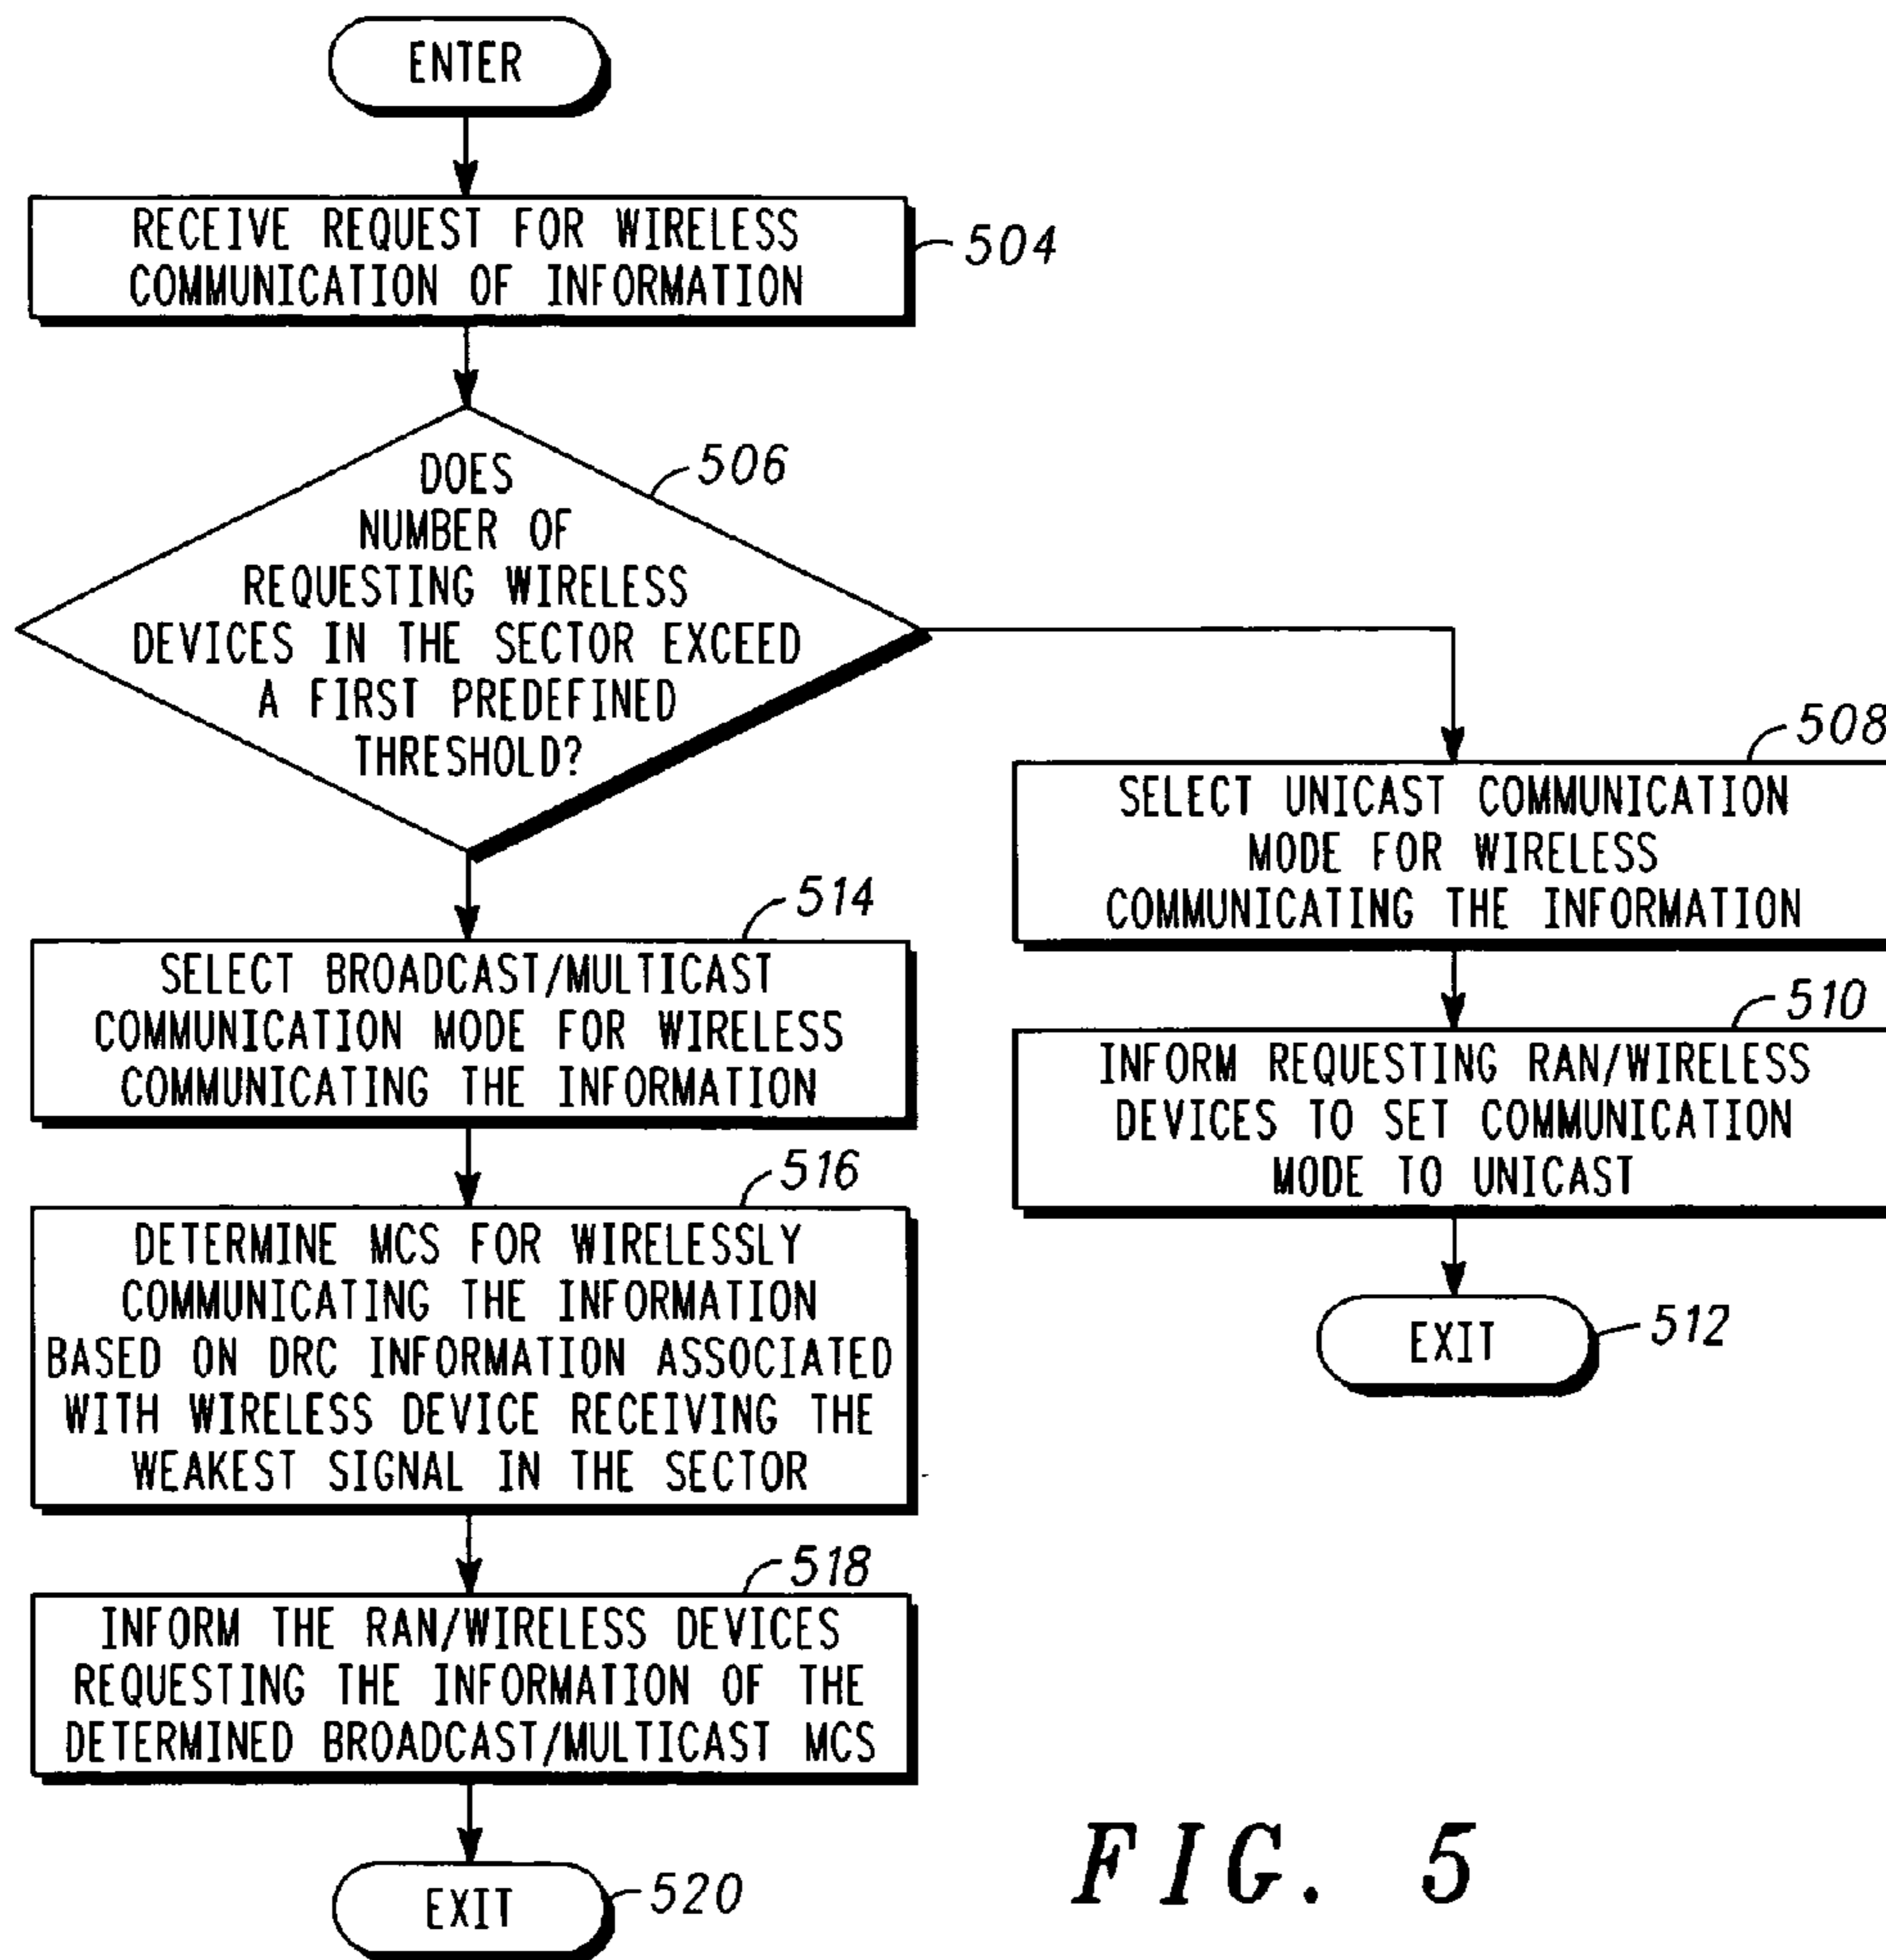 ENTER
RECEIVE REQUEST FOR WIRELESS
COMMUNICATION OF INFORMATION
504
DOES
NUMBER OF
REQUESTING WIRELESS
DEVICES IN THE SECTOR EXCEED
A FIRST PREDEFINED
THRESHOLD?
506
508
SELECT UNICAST COMMUNICATION
MODE FOR WIRELESS
COMMUNICATING THE INFORMATION
510
INFORM REQUESTING RAN/WIRELESS
DEVICES TO SET COMMUNICATION
MODE TO UNICAST
EXIT
512
514
SELECT BROADCAST/MULTICAST
COMMUNICATION MODE FOR WIRELESS
COMMUNICATING THE INFORMATION
516
DETERMINE MCS FOR WIRELESSLY
COMMUNICATING THE INFORMATION
BASED ON DRC INFORMATION ASSOCIATED
WITH WIRELESS DEVICE RECEIVING THE
WEAKEST SIGNAL IN THE SECTOR
518
INFORM THE RAN/WIRELESS DEVICES
REQUESTING THE INFORMATION OF THE
DETERMINED BROADCAST/MULTICAST MCS
EXIT
520
FIG. 5